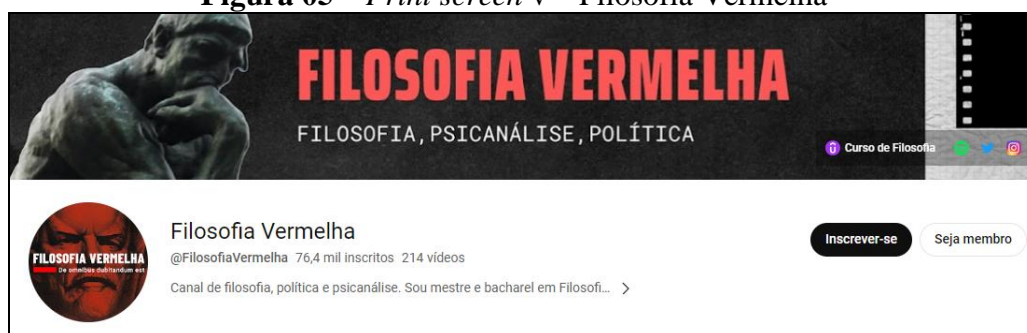 Figura 05 – Print screen V – Filosofia Vermelha
FILOSOFIA VERMELHA
FILOSOFIA, PSICANÁLISE, POLÍTICA
Curso de Filosofia
FILOSOFIA VERMELHA
De omnibus dubitandum est
Filosofia Vermelha
@FilosofiaVermelha 76,4 mil inscritos 214 vídeos
Canal de filosofia, política e psicanálise. Sou mestre e bacharel em Filosofi...
Inscrever-se
Seja membro